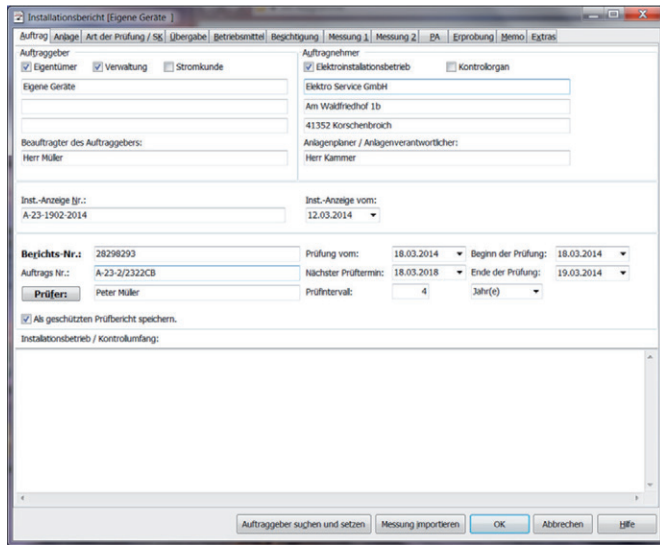 Installationsbericht [Eigene Geräte ]
Auftrag Anlage Art der Prüfung / SK Übergabe Betriebsmittel Besichtigung Messung 1 Messung 2 PA Erprobung Memo Extras
Auftraggeber
Eigentümer Verwaltung Stromkunde
Eigene Geräte
Beauftragter des Auftraggebers:
Herr Müller
Auftragnehmer
Elektroinstallationsbetrieb Kontrolorgan
Elektro Service GmbH
Am Waldfriedhof 1b
41352 Korschenbroich
Anlagenplaner / Anlagenverantwortlicher:
Herr Kammer
Inst.-Anzeige Nr.: Inst.-Anzeige vom:
A-23-1902-2014 12.03.2014
Berichts-Nr.: 28298293 Prüfung vom: 18.03.2014 Beginn der Prüfung: 18.03.2014
Auftrags Nr.: A-23-2/2322CB Nächster Prüftermin: 18.03.2018 Ende der Prüfung: 19.03.2014
Prüfer: Peter Müller Prüfintervall: 4 Jahr(e)
Als geschützten Prüfbericht speichern.
Instalationsbetrieb / Kontrolumfang:
Auftraggeber suchen und setzen Messung importieren OK Abbrechen Hilfe